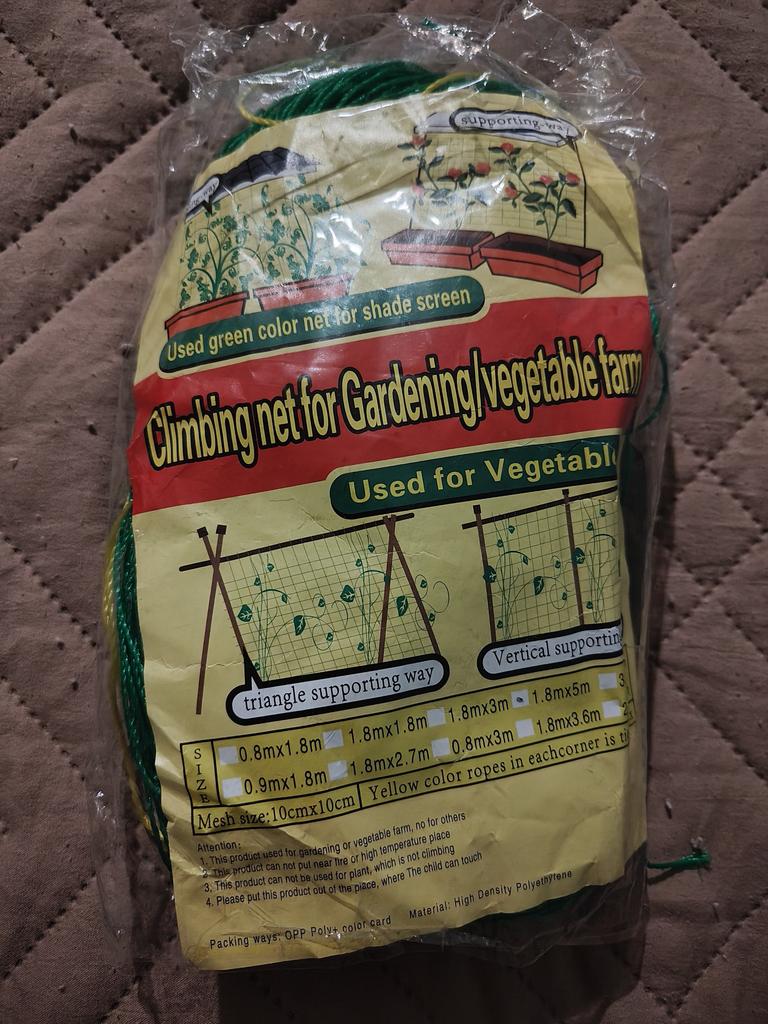 supporting-way
way
Used green color net for shade screen
Climbing net for Gardening/vegetable farm
Used for Vegetabl
triangle supporting way
Vertical supportin
SIZE
0.8mx1.8m 1.8mx1.8m 1.8mx3m 1.8mx5m 3
0.9mx1.8m 1.8mx2.7m 0.8mx3m 1.8mx3.6m 2
Mesh size:10cmx10cm Yellow color ropes in eachcorner is ti
Attention:
1. This product used for gardening or vegetable farm, no for others
2. This product can not put near fire or high temperature place
3. This product can not be used for plant, which is not climbing
4. Please put this product out of the place, where The child can touch
Packing ways: OPP Poly+ color card Material: High Density Polyethylene